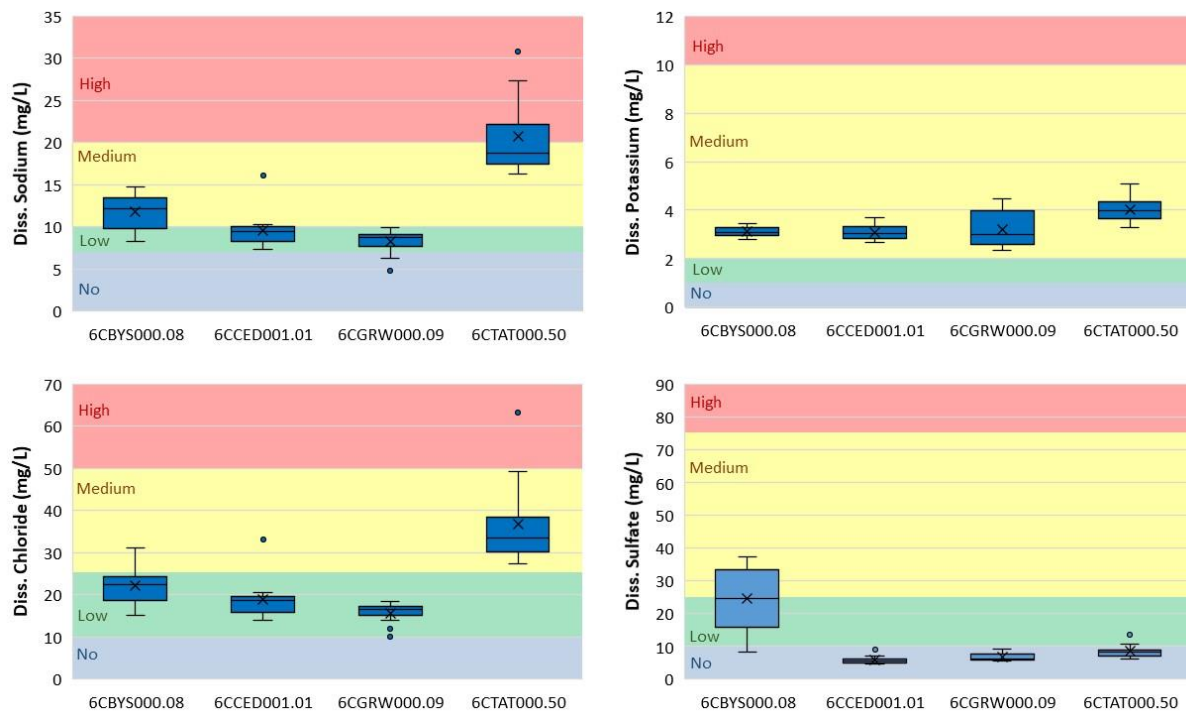 Diss. Sodium (mg/L)
35
30
25
20
15
10
5
0
High
Medium
Low
No
6CBYS000.08 6CCED001.01 6CGRW000.09 6CTAT000.50
Diss. Potassium (mg/L)
12
10
8
6
4
2
0
High
Medium
Low
No
6CBYS000.08 6CCED001.01 6CGRW000.09 6CTAT000.50
Diss. Chloride (mg/L)
70
60
50
40
30
20
10
0
High
Medium
Low
No
6CBYS000.08 6CCED001.01 6CGRW000.09 6CTAT000.50
Diss. Sulfate (mg/L)
90
80
70
60
50
40
30
20
10
0
High
Medium
Low
No
6CBYS000.08 6CCED001.01 6CGRW000.09 6CTAT000.50